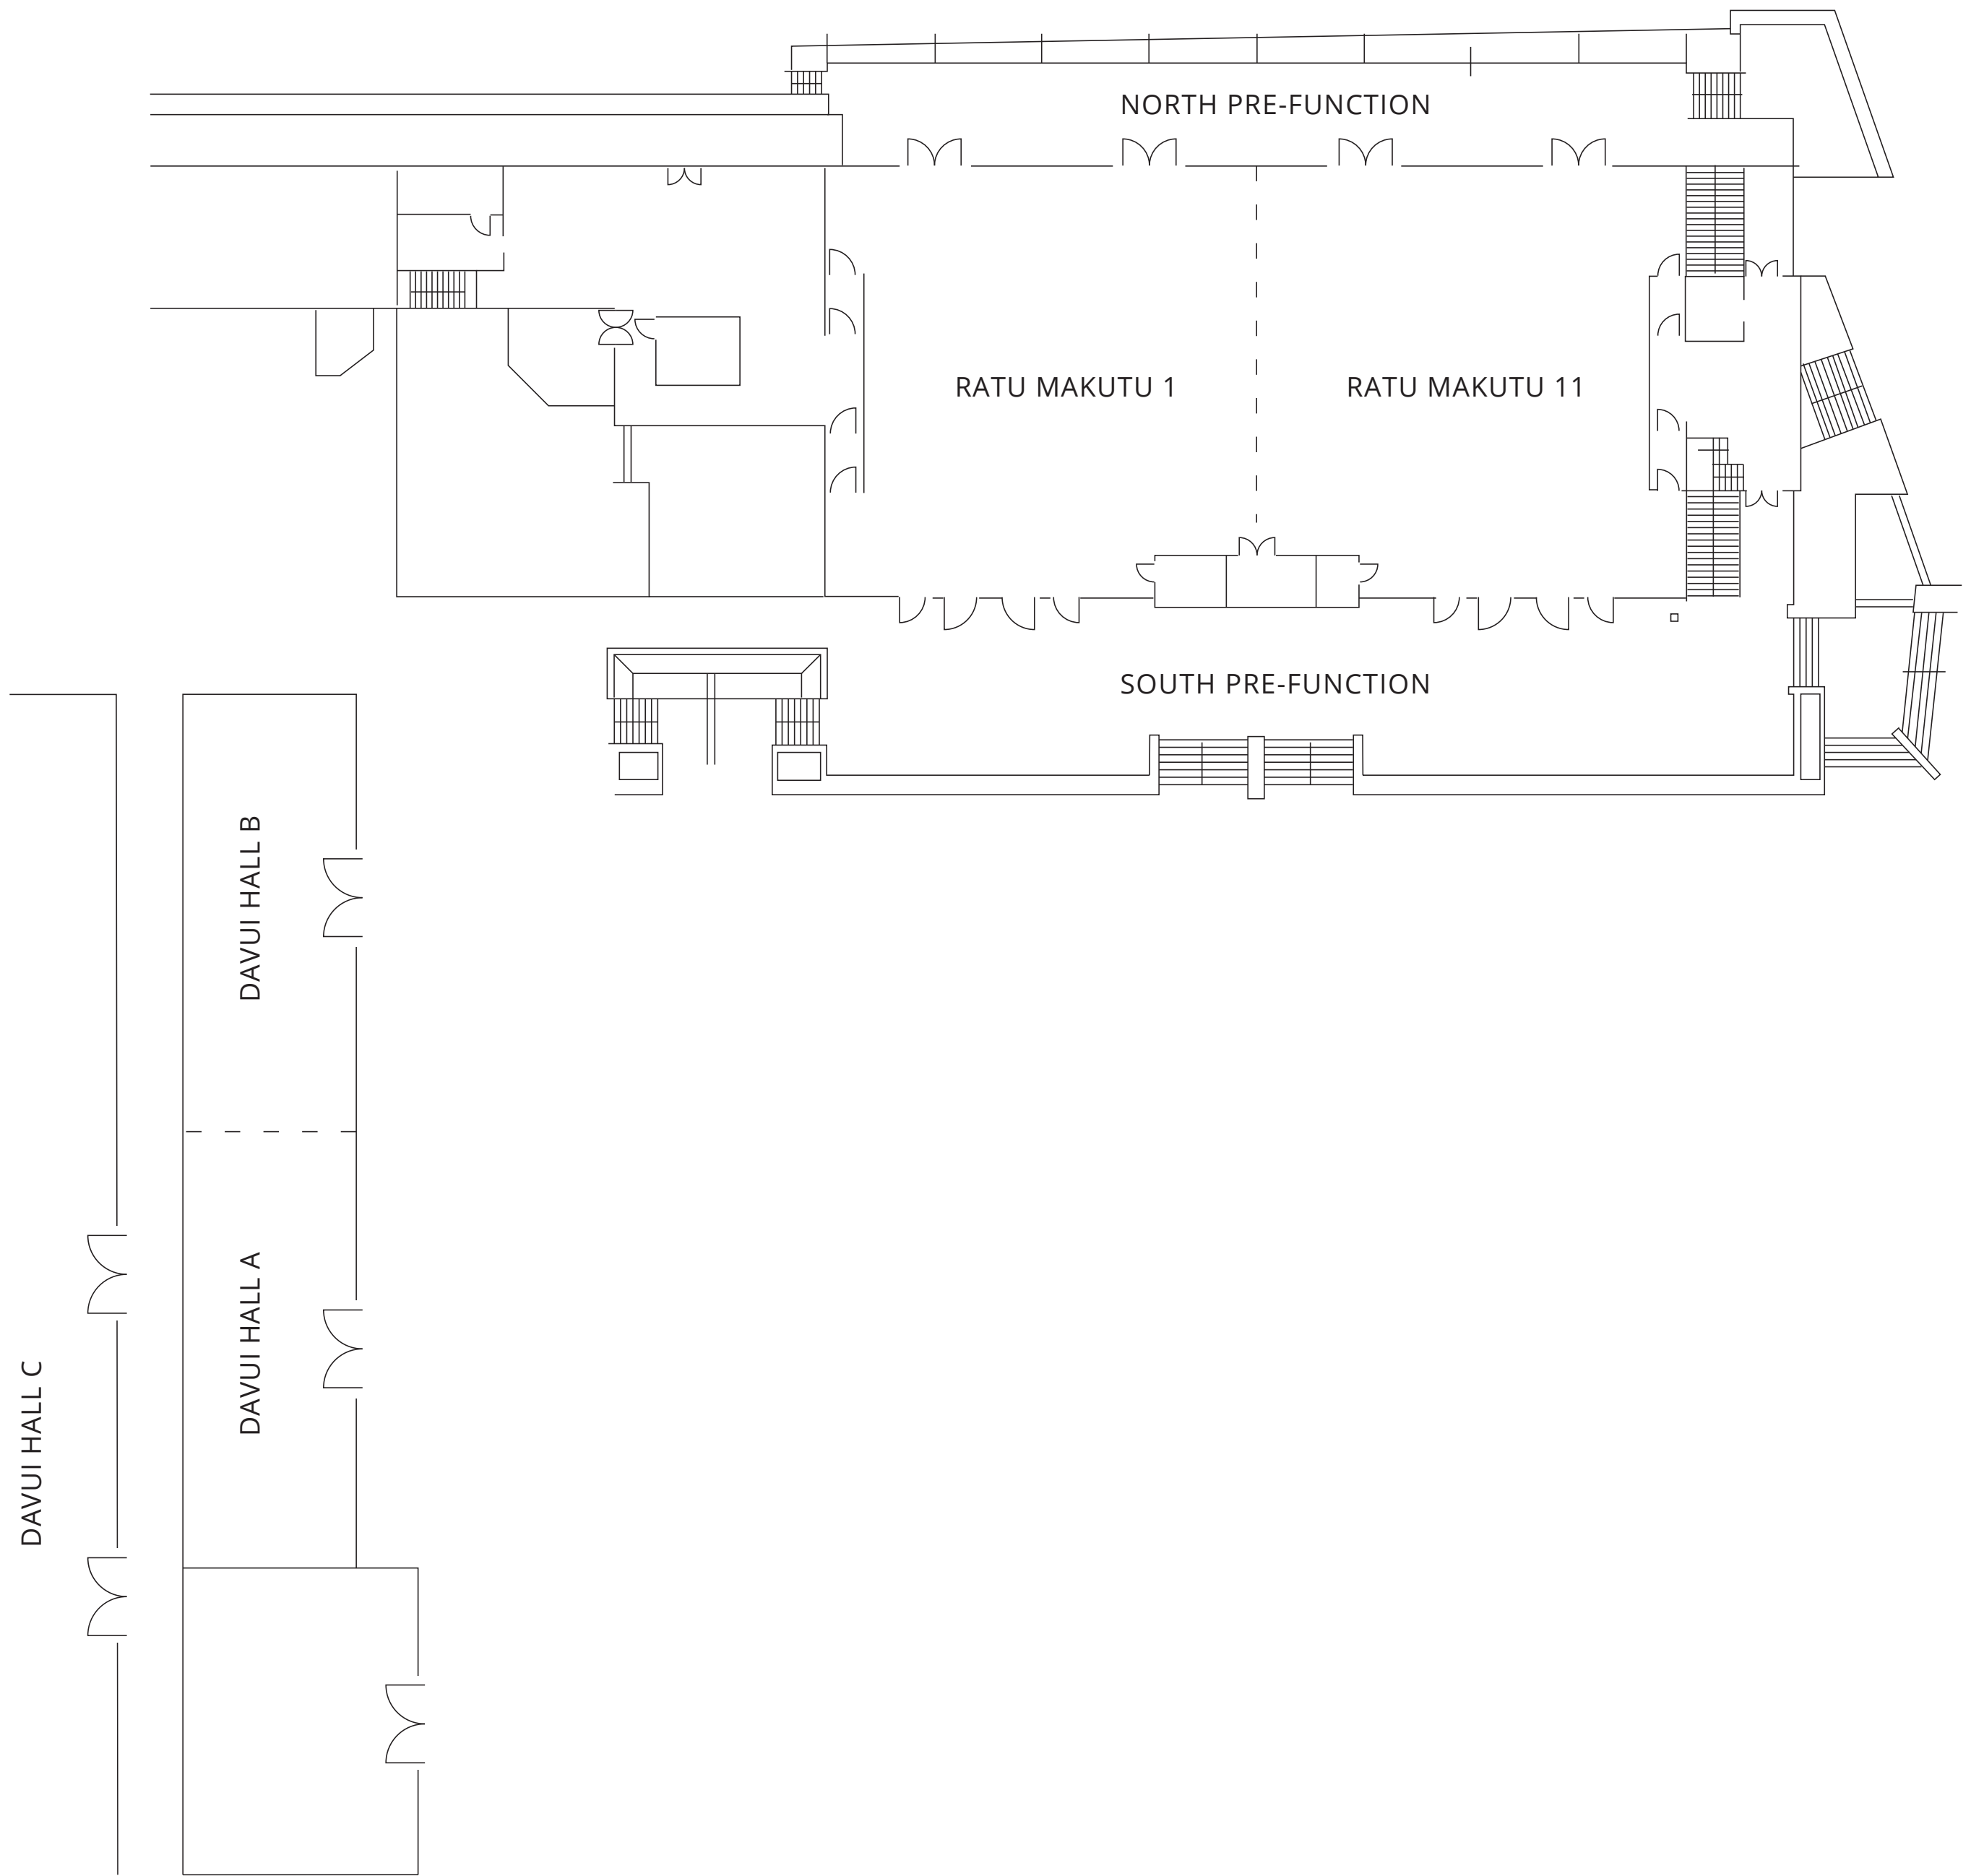 NORTH PRE-FUNCTION
RATU MAKUTU 1
RATU MAKUTU 11
SOUTH PRE-FUNCTION
DAVUI HALL B
DAVUI HALL A
DAVUI HALL C